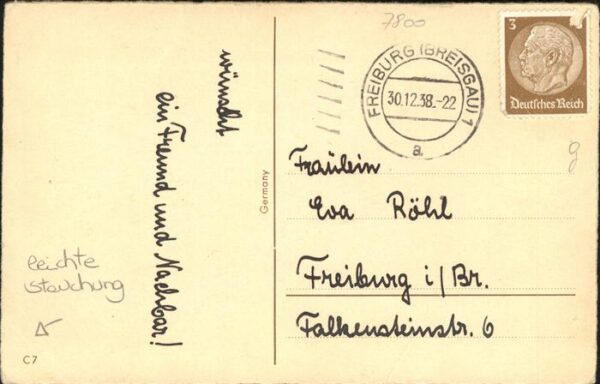 7800
3
Deutsches Reich
FREIBURG (BREISGAU) 1
30.12.38.-22
a
wünscht
ein Freund und Nachbar!
Germany
Fräulein
Eva Röhl
Freiburg i/Br.
Falkensteinstr. 6
g
leichte
Stauchung
C7